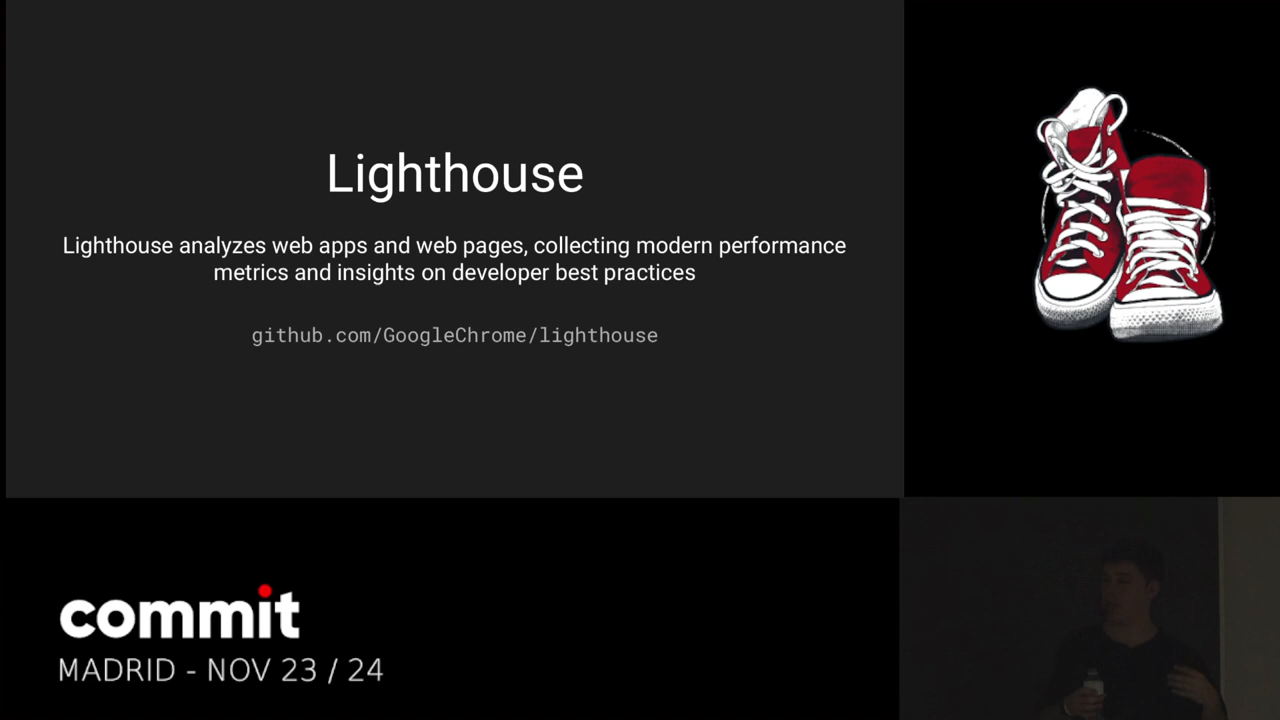 Lighthouse
Lighthouse analyzes web apps and web pages, collecting modern performance
metrics and insights on developer best practices
github.com/GoogleChrome/lighthouse
commit
MADRID - NOV 23 / 24